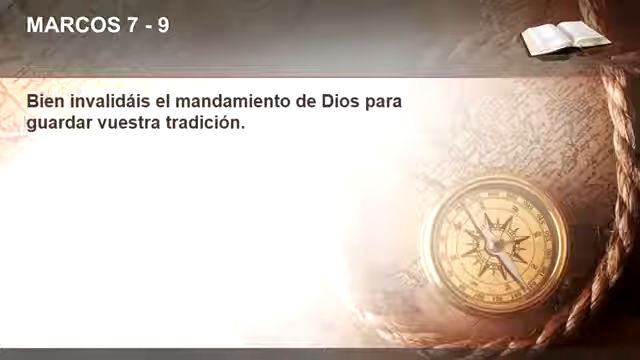 MARCOS 7 - 9
Bien invalidáis el mandamiento de Dios para
guardar vuestra tradición.